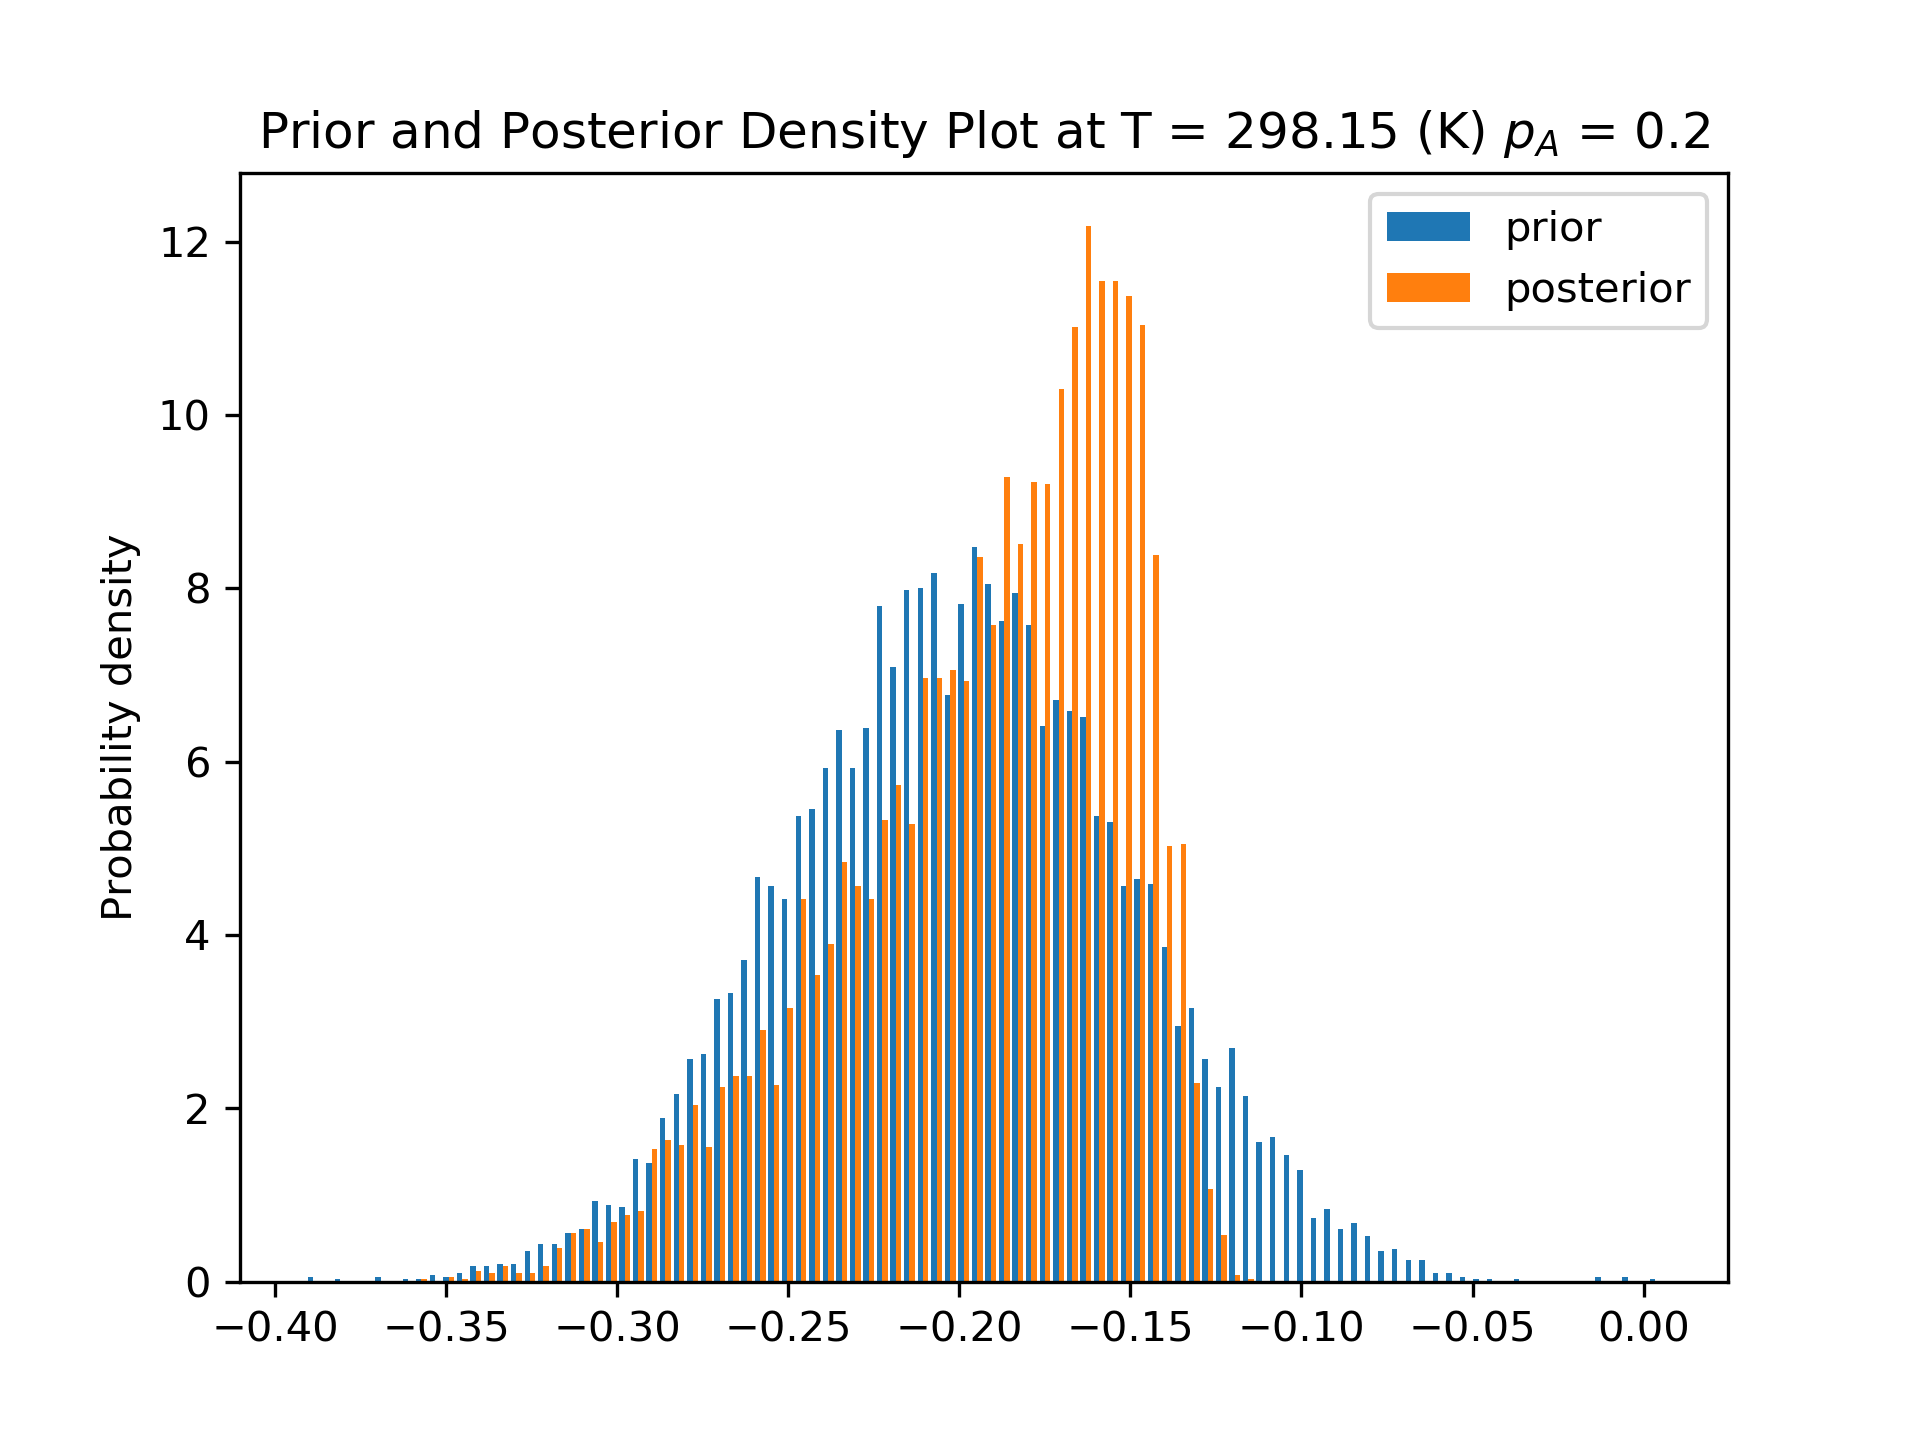 Prior and Posterior Density Plot at T = 298.15 (K) p_A = 0.2
prior
posterior
Probability density
12
10
8
6
4
2
0
−0.40 −0.35 −0.30 −0.25 −0.20 −0.15 −0.10 −0.05 0.00